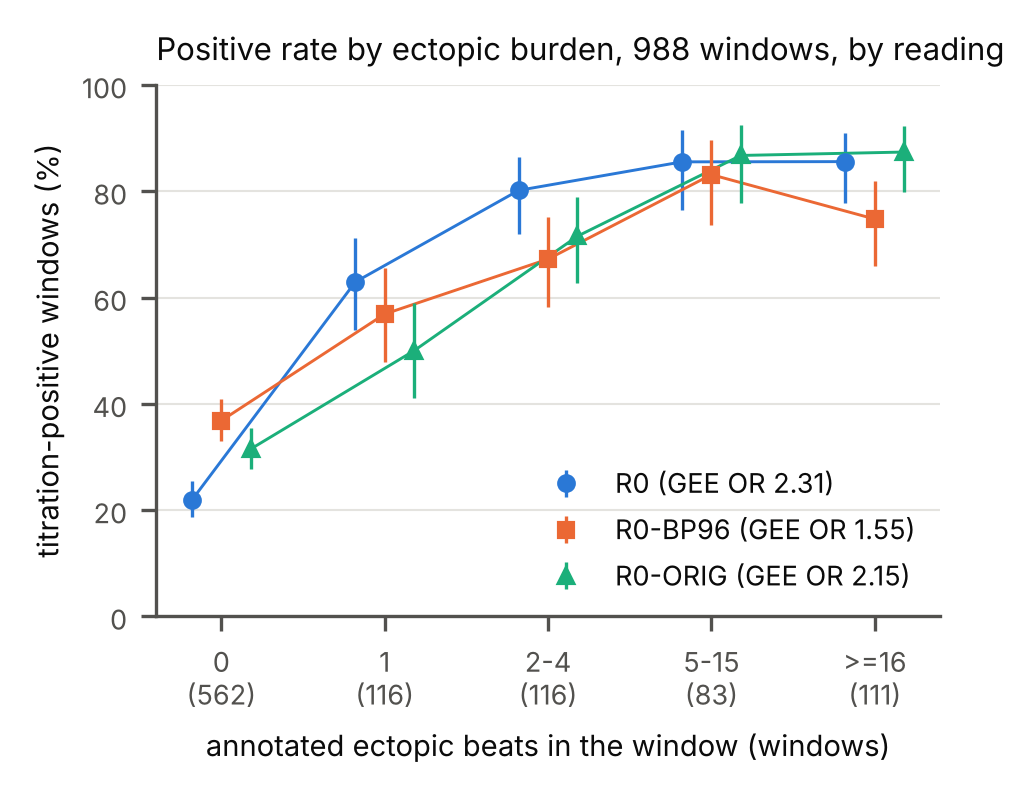 Positive rate by ectopic burden, 988 windows, by reading
titration-positive windows (%)
100
80
60
40
20
0
R0 (GEE OR 2.31)
R0-BP96 (GEE OR 1.55)
R0-ORIG (GEE OR 2.15)
0 1 2-4 5-15 >=16
(562) (116) (116) (83) (111)
annotated ectopic beats in the window (windows)